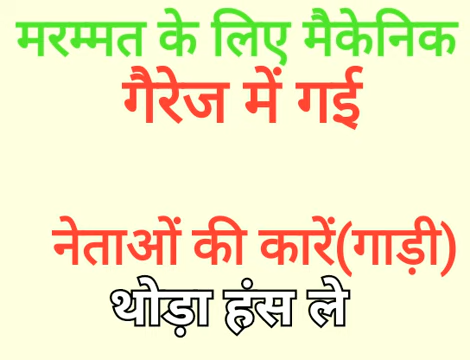 मरम्मत के लिए मैकेनिक
गैरेज में गई
नेताओं की कारें(गाड़ी)
थोड़ा हंस ले